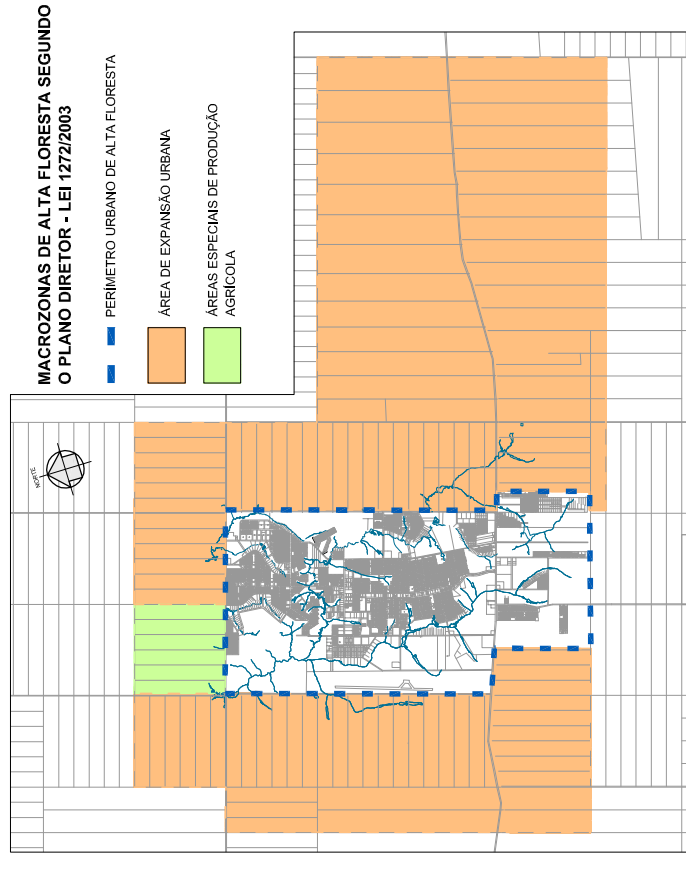 MACROZONAS DE ALTA FLORESTA SEGUNDO
O PLANO DIRETOR - LEI 1272/2003
PERÍMETRO URBANO DE ALTA FLORESTA
ÁREA DE EXPANSÃO URBANA
ÁREAS ESPECIAIS DE PRODUÇÃO
AGRÍCOLA
NORTE